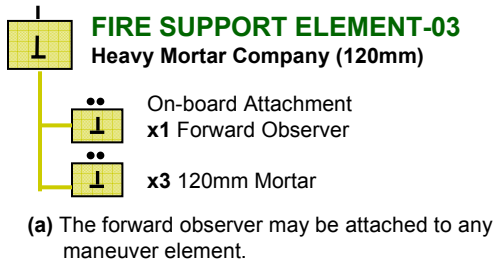 FIRE SUPPORT ELEMENT-03
Heavy Mortar Company (120mm)
On-board Attachment
x1 Forward Observer
x3 120mm Mortar
(a) The forward observer may be attached to any
maneuver element.